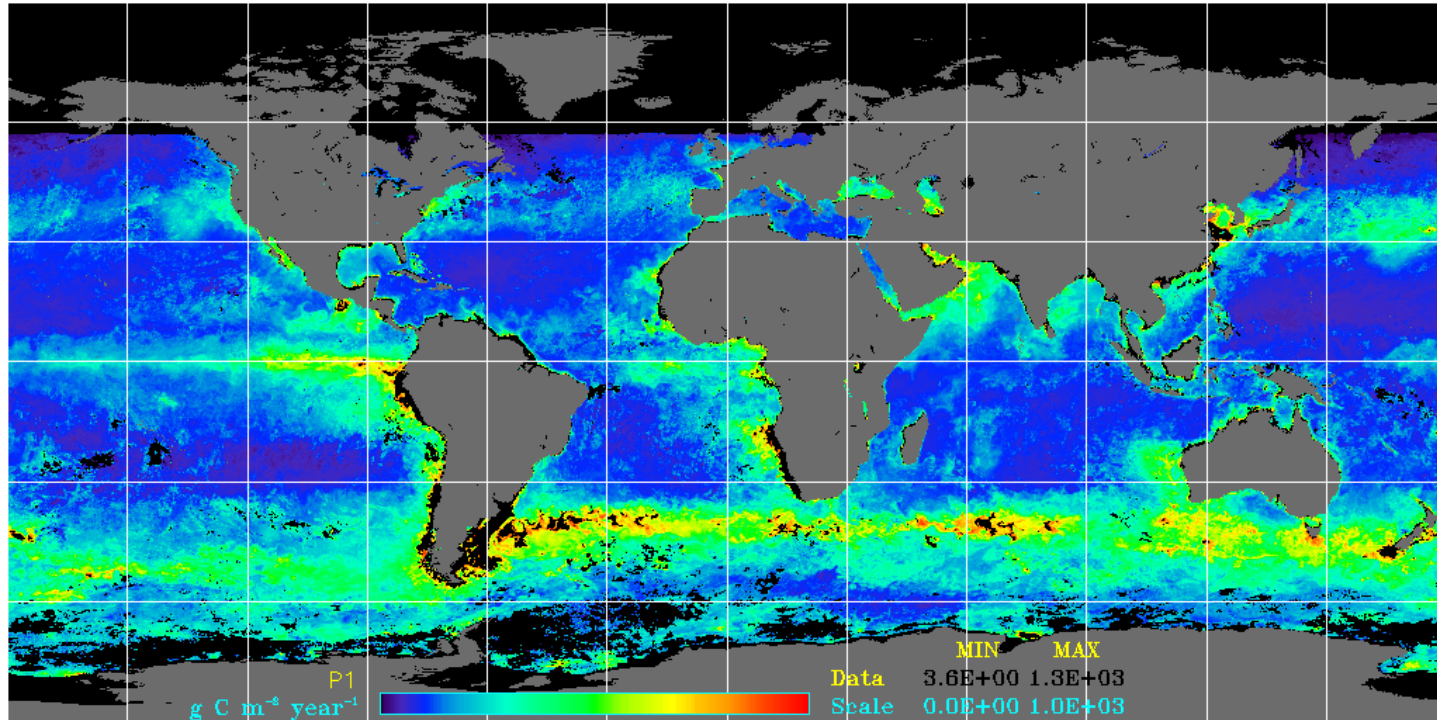 MIN MAX
P1
Data 3.6E+00 1.3E+03
g C m⁻² year⁻¹
Scale 0.0E+00 1.0E+03